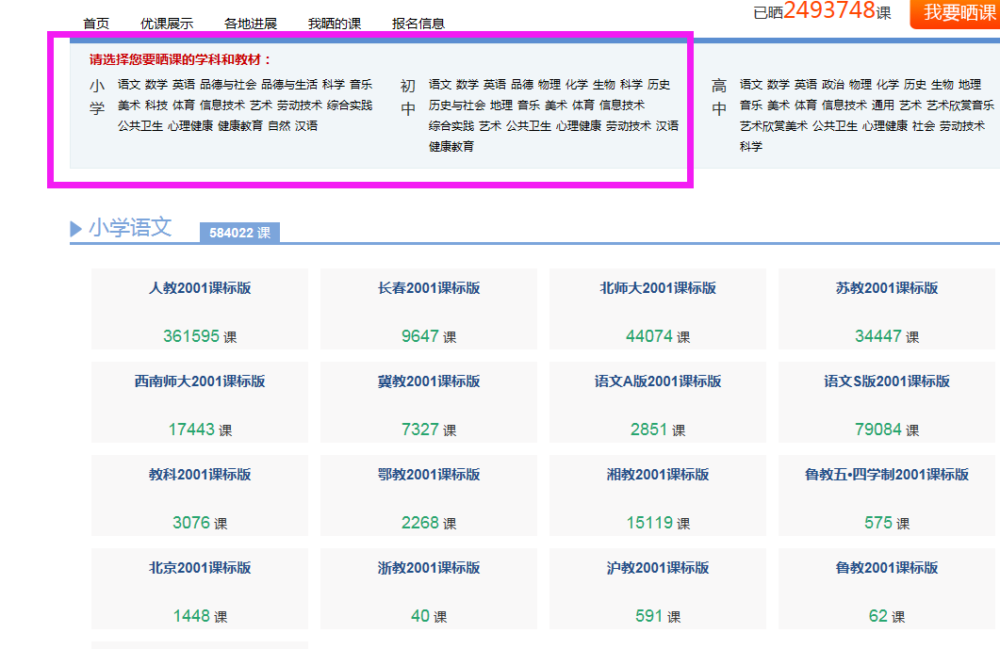 首页 优课展示 各地进展 我晒的课 报名信息
已晒2493748课 我要晒课
请选择您要晒课的学科和教材：
小学
语文 数学 英语 品德与社会 品德与生活 科学 音乐
美术 科技 体育 信息技术 艺术 劳动技术 综合实践
公共卫生 心理健康 健康教育 自然 汉语
初中
语文 数学 英语 品德 物理 化学 生物 科学 历史
历史与社会 地理 音乐 美术 体育 信息技术
综合实践 艺术 公共卫生 心理健康 劳动技术 汉语
健康教育
高中
语文 数学 英语 政治 物理 化学 历史 生物 地理
音乐 美术 体育 信息技术 通用 艺术 艺术欣赏音乐
艺术欣赏美术 公共卫生 心理健康 社会 劳动技术
科学
小学语文 584022 课
人教2001课标版 长春2001课标版 北师大2001课标版 苏教2001课标版
361595 课 9647 课 44074 课 34447 课
西南师大2001课标版 冀教2001课标版 语文A版2001课标版 语文S版2001课标版
17443 课 7327 课 2851 课 79084 课
教科2001课标版 鄂教2001课标版 湘教2001课标版 鲁教五•四学制2001课标版
3076 课 2268 课 15119 课 575 课
北京2001课标版 浙教2001课标版 沪教2001课标版 鲁教2001课标版
1448 课 40 课 591 课 62 课